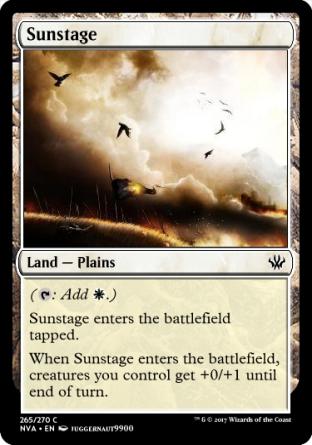 Sunstage
Land — Plains
(: Add .)
Sunstage enters the battlefield
tapped.
When Sunstage enters the battlefield,
creatures you control get +0/+1 until
end of turn.
265/270 C
NVA • EN JUGGERNAUT9900
™ & © 2017 Wizards of the Coast